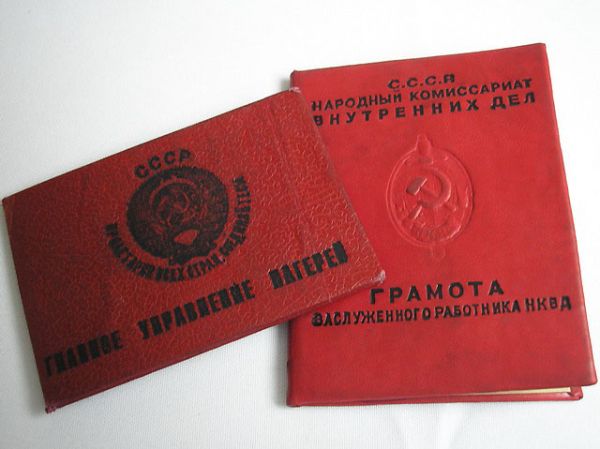 СССР
ПРОЛЕТАРИИ ВСЕХ СТРАН, СОЕДИНЯЙТЕСЬ
ГЛАВНОЕ УПРАВЛЕНИЕ ЛАГЕРЕЙ
С.С.С.Р
НАРОДНЫЙ КОМИССАРИАТ
ВНУТРЕННИХ ДЕЛ
ГРАМОТА
ЗАСЛУЖЕННОГО РАБОТНИКА НКВД